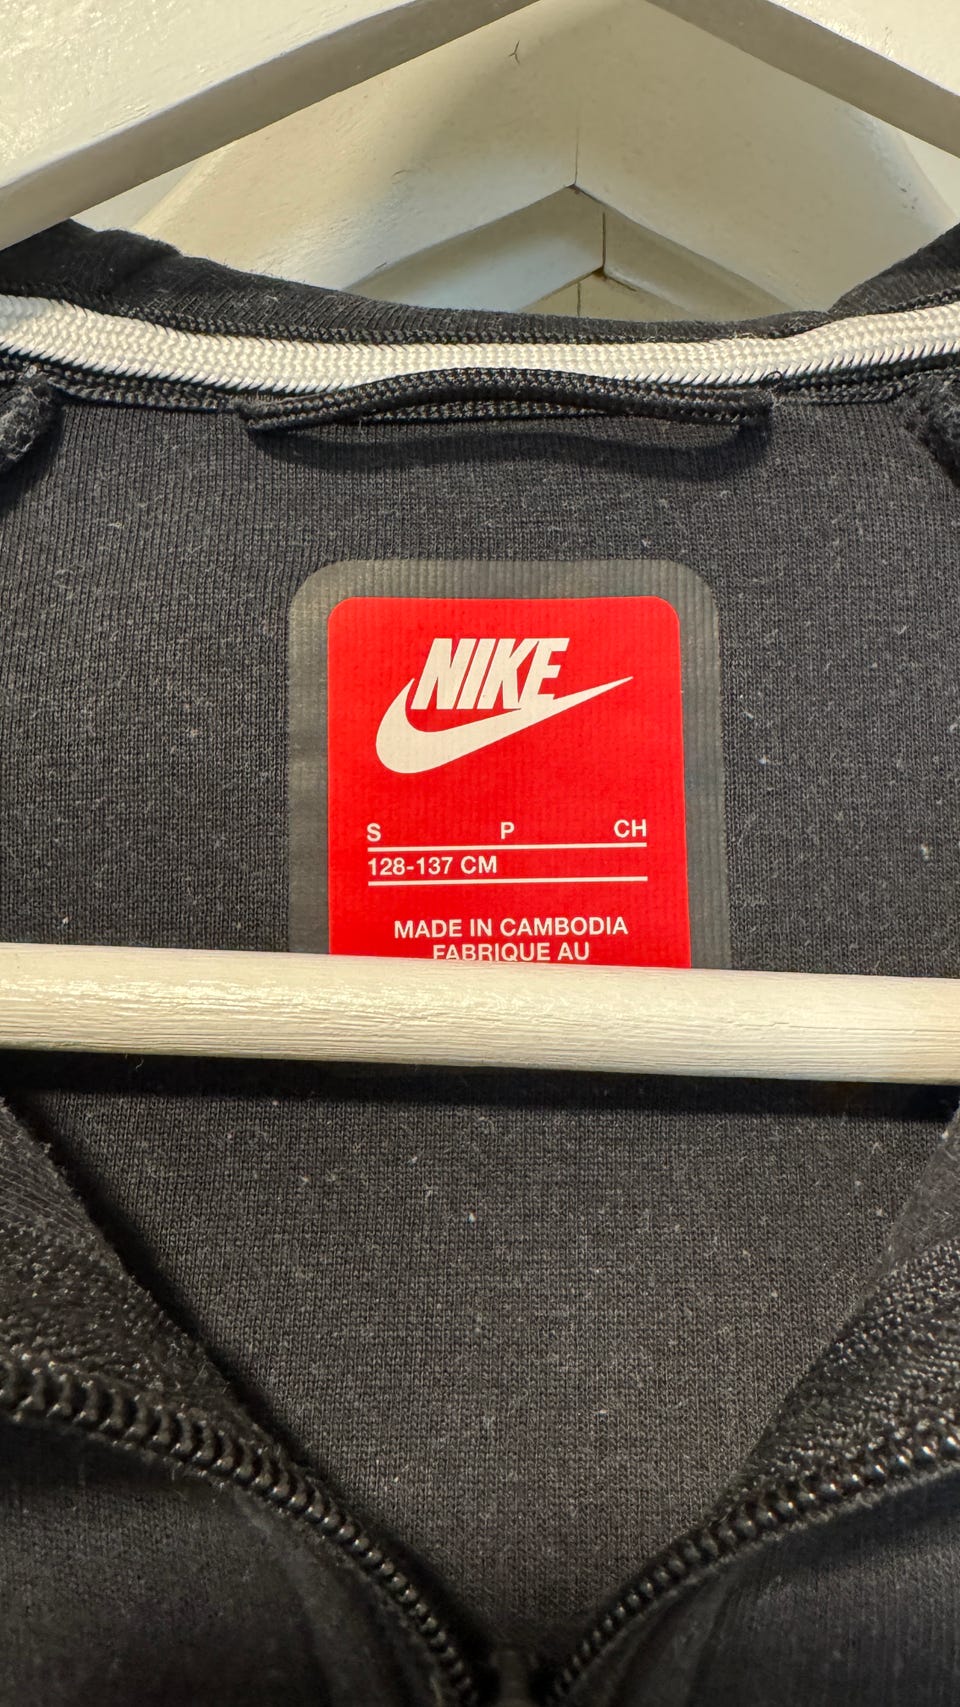 NIKE
S P CH
128-137 CM
MADE IN CAMBODIA
FABRIQUE AU